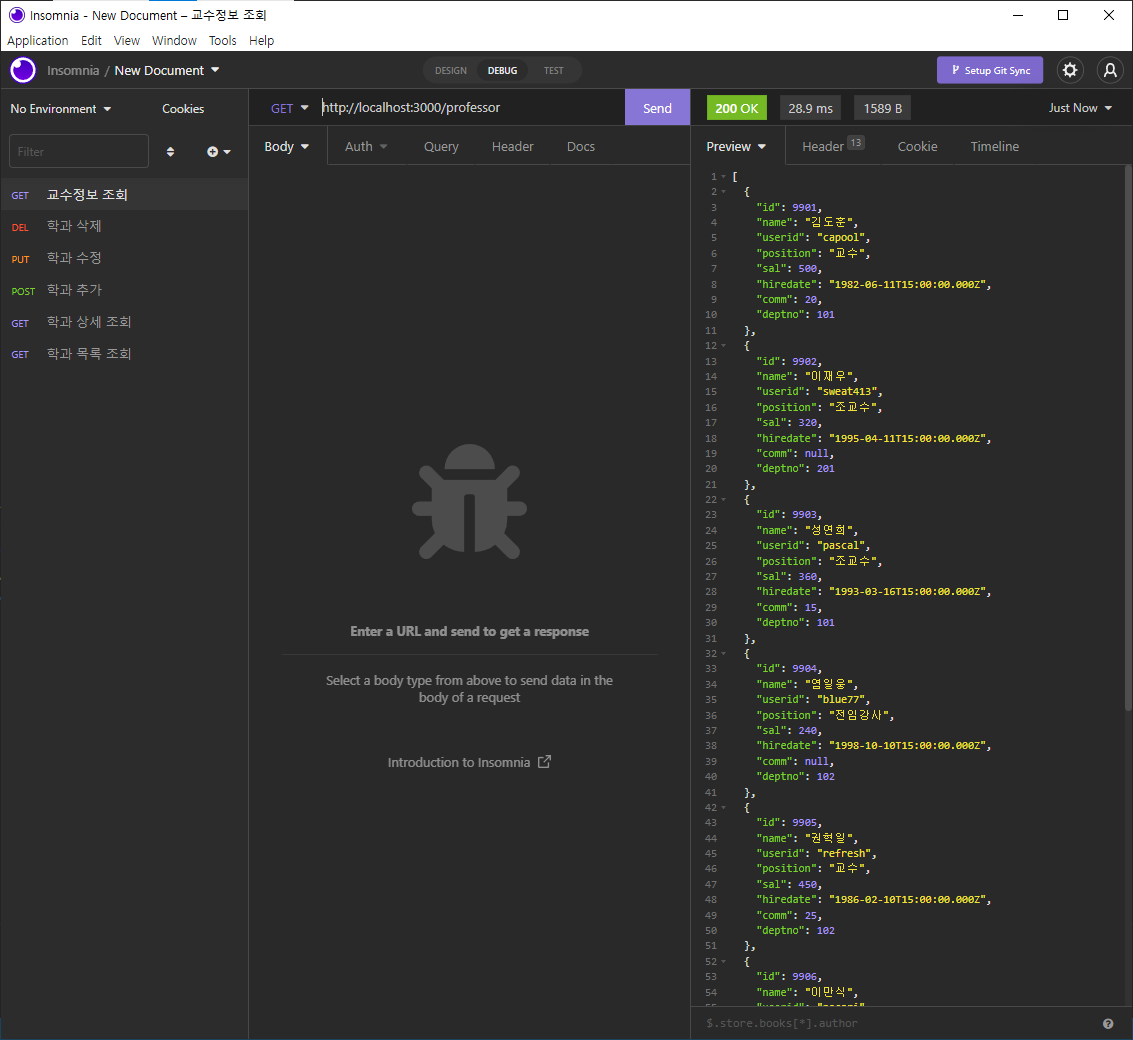 Insomnia - New Document – 교수정보 조회
Application Edit View Window Tools Help
Insomnia / New Document
DESIGN DEBUG TEST
Setup Git Sync
No Environment
Cookies
Filter
GET 교수정보 조회
DEL 학과 삭제
PUT 학과 수정
POST 학과 추가
GET 학과 상세 조회
GET 학과 목록 조회
GET http://localhost:3000/professor
Send
Body Auth Query Header Docs
Enter a URL and send to get a response
Select a body type from above to send data in the
body of a request
Introduction to Insomnia
200 OK 28.9 ms 1589 B Just Now
Preview Header 13 Cookie Timeline
1 [
2 {
3 "id": 9901,
4 "name": "김도훈",
5 "userid": "capool",
6 "position": "교수",
7 "sal": 500,
8 "hiredate": "1982-06-11T15:00:00.000Z",
9 "comm": 20,
10 "deptno": 101
11 },
12 {
13 "id": 9902,
14 "name": "이재우",
15 "userid": "sweat413",
16 "position": "조교수",
17 "sal": 320,
18 "hiredate": "1995-04-11T15:00:00.000Z",
19 "comm": null,
20 "deptno": 201
21 },
22 {
23 "id": 9903,
24 "name": "성연희",
25 "userid": "pascal",
26 "position": "조교수",
27 "sal": 360,
28 "hiredate": "1993-03-16T15:00:00.000Z",
29 "comm": 15,
30 "deptno": 101
31 },
32 {
33 "id": 9904,
34 "name": "염일웅",
35 "userid": "blue77",
36 "position": "전임강사",
37 "sal": 240,
38 "hiredate": "1998-10-10T15:00:00.000Z",
39 "comm": null,
40 "deptno": 102
41 },
42 {
43 "id": 9905,
44 "name": "권혁일",
45 "userid": "refresh",
46 "position": "교수",
47 "sal": 450,
48 "hiredate": "1986-02-10T15:00:00.000Z",
49 "comm": 25,
50 "deptno": 102
51 },
52 {
53 "id": 9906,
54 "name": "이만식",
$.store.books[*].author